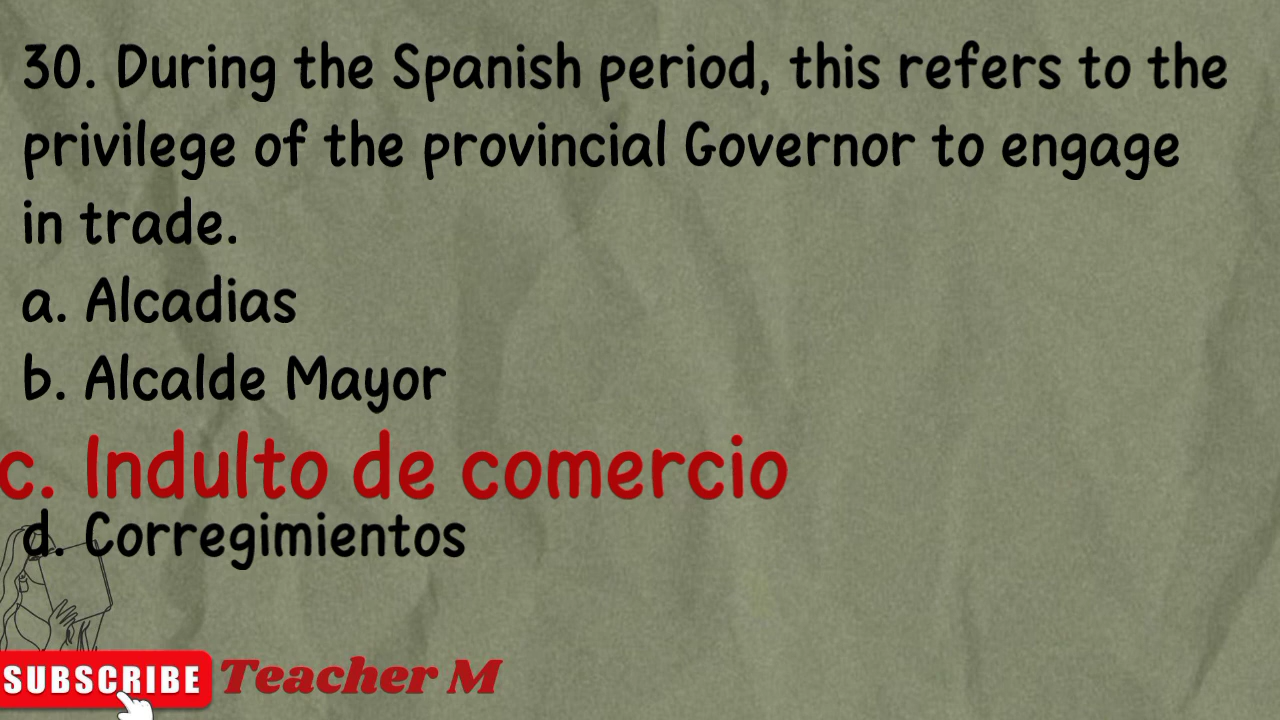 30. During the Spanish period, this refers to the
privilege of the provincial Governor to engage
in trade.
a. Alcadias
b. Alcalde Mayor
c. Indulto de comercio
d. Corregimientos
SUBSCRIBE Teacher M